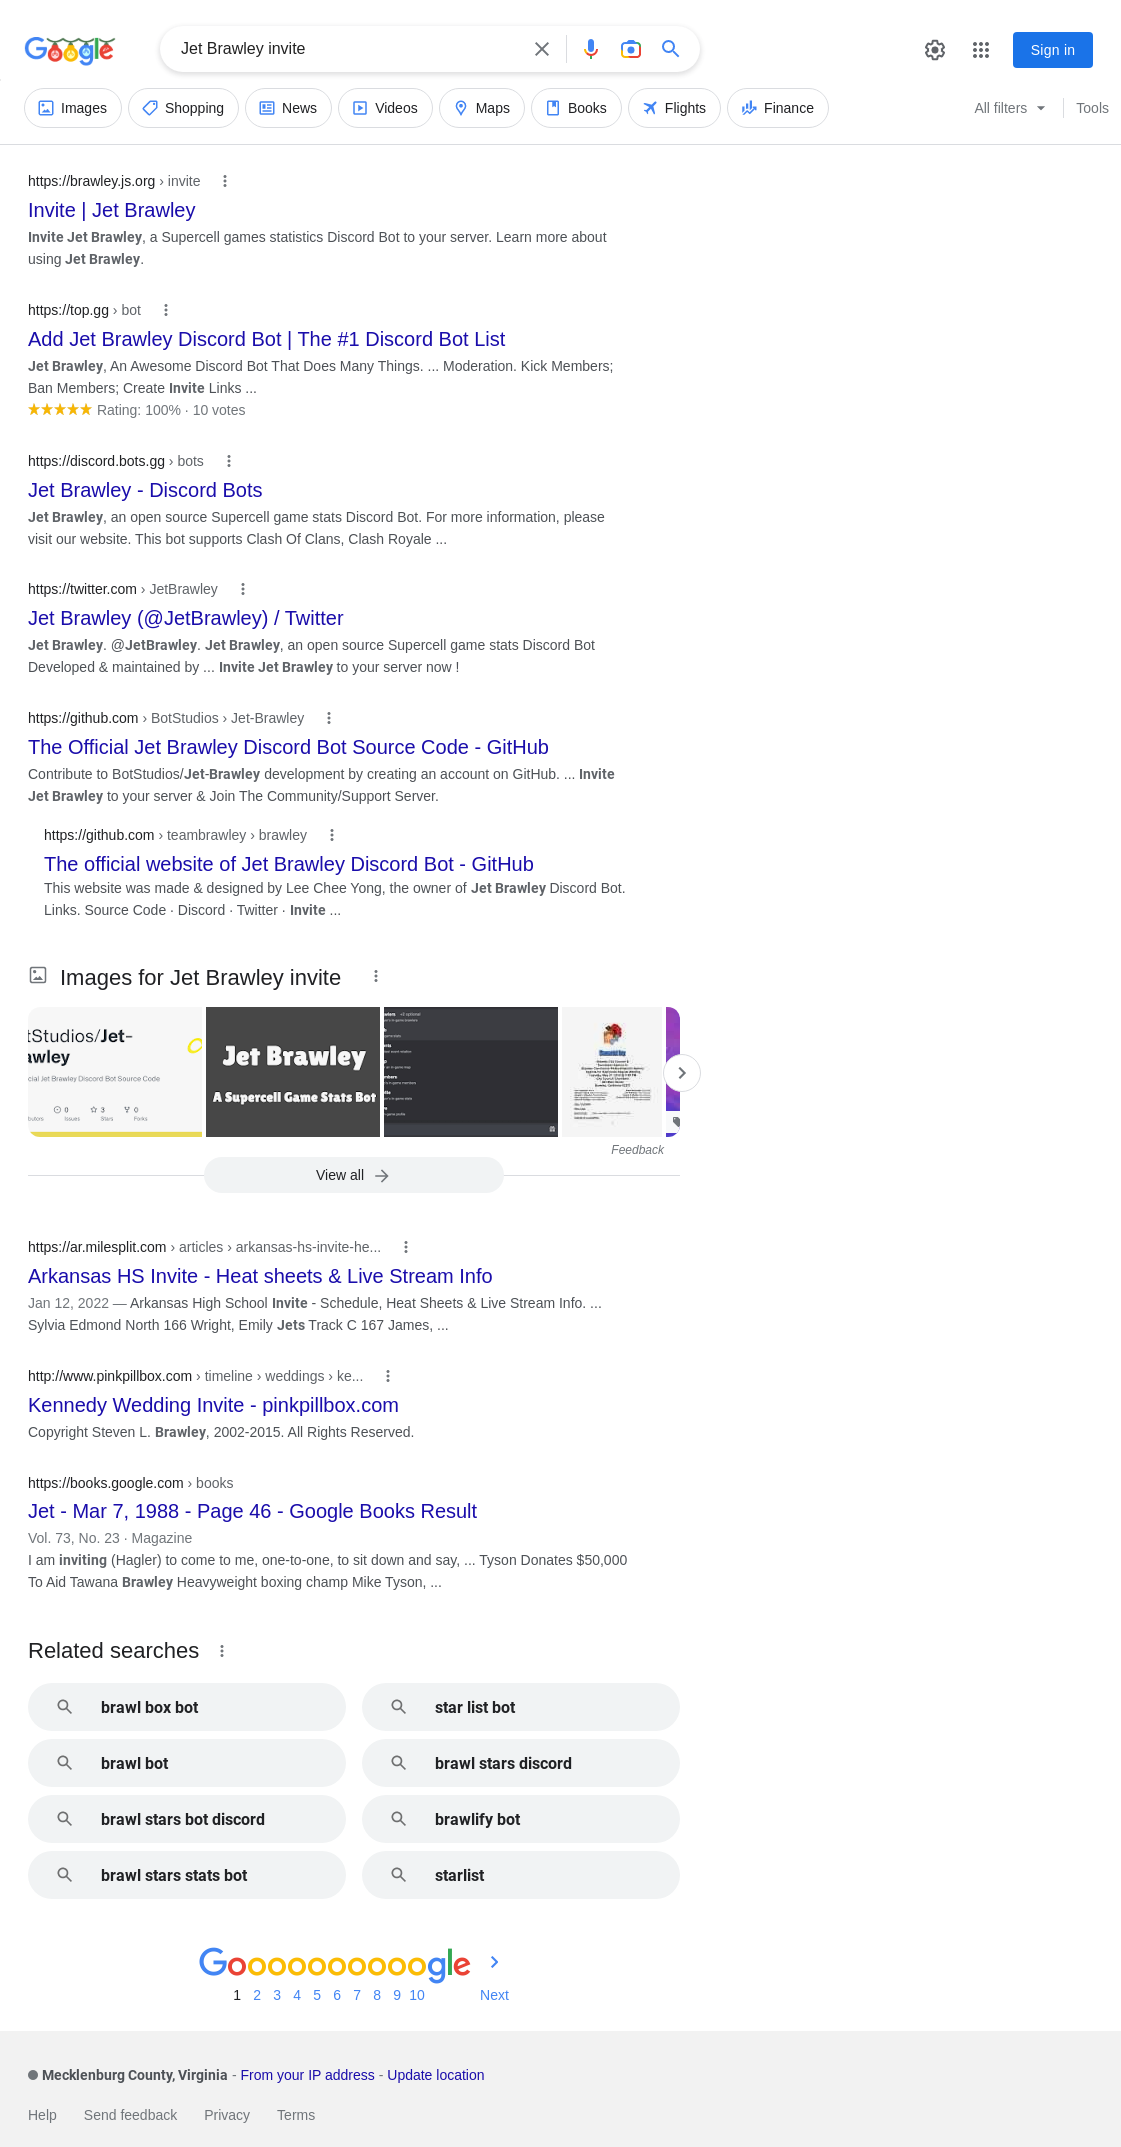 Google
Jet Brawley invite
Sign in
Images
Shopping
News
Videos
Maps
Books
Flights
Finance
All filters
Tools
https://brawley.js.org › invite
Invite | Jet Brawley
Invite Jet Brawley, a Supercell games statistics Discord Bot to your server. Learn more about
using Jet Brawley.
https://top.gg › bot
Add Jet Brawley Discord Bot | The #1 Discord Bot List
Jet Brawley, An Awesome Discord Bot That Does Many Things. ... Moderation. Kick Members;
Ban Members; Create Invite Links ...
Rating: 100% · 10 votes
https://discord.bots.gg › bots
Jet Brawley - Discord Bots
Jet Brawley, an open source Supercell game stats Discord Bot. For more information, please
visit our website. This bot supports Clash Of Clans, Clash Royale ...
https://twitter.com › JetBrawley
Jet Brawley (@JetBrawley) / Twitter
Jet Brawley. @JetBrawley. Jet Brawley, an open source Supercell game stats Discord Bot
Developed & maintained by ... Invite Jet Brawley to your server now !
https://github.com › BotStudios › Jet-Brawley
The Official Jet Brawley Discord Bot Source Code - GitHub
Contribute to BotStudios/Jet-Brawley development by creating an account on GitHub. ... Invite
Jet Brawley to your server & Join The Community/Support Server.
https://github.com › teambrawley › brawley
The official website of Jet Brawley Discord Bot - GitHub
This website was made & designed by Lee Chee Yong, the owner of Jet Brawley Discord Bot.
Links. Source Code · Discord · Twitter · Invite ...
Images for Jet Brawley invite
tStudios/Jet-
awley
cial Jet Brawley Discord Bot Source Code
0 3 0
butors Issues Stars Forks
Jet Brawley
A Supercell Game Stats Bot
Feedback
View all
https://ar.milesplit.com › articles › arkansas-hs-invite-he...
Arkansas HS Invite - Heat sheets & Live Stream Info
Jan 12, 2022 — Arkansas High School Invite - Schedule, Heat Sheets & Live Stream Info. ...
Sylvia Edmond North 166 Wright, Emily Jets Track C 167 James, ...
http://www.pinkpillbox.com › timeline › weddings › ke...
Kennedy Wedding Invite - pinkpillbox.com
Copyright Steven L. Brawley, 2002-2015. All Rights Reserved.
https://books.google.com › books
Jet - Mar 7, 1988 - Page 46 - Google Books Result
Vol. 73, No. 23 · Magazine
I am inviting (Hagler) to come to me, one-to-one, to sit down and say, ... Tyson Donates $50,000
To Aid Tawana Brawley Heavyweight boxing champ Mike Tyson, ...
Related searches
brawl box bot
star list bot
brawl bot
brawl stars discord
brawl stars bot discord
brawlify bot
brawl stars stats bot
starlist
Goooooooooogle
1 2 3 4 5 6 7 8 9 10 Next
Mecklenburg County, Virginia - From your IP address - Update location
Help Send feedback Privacy Terms